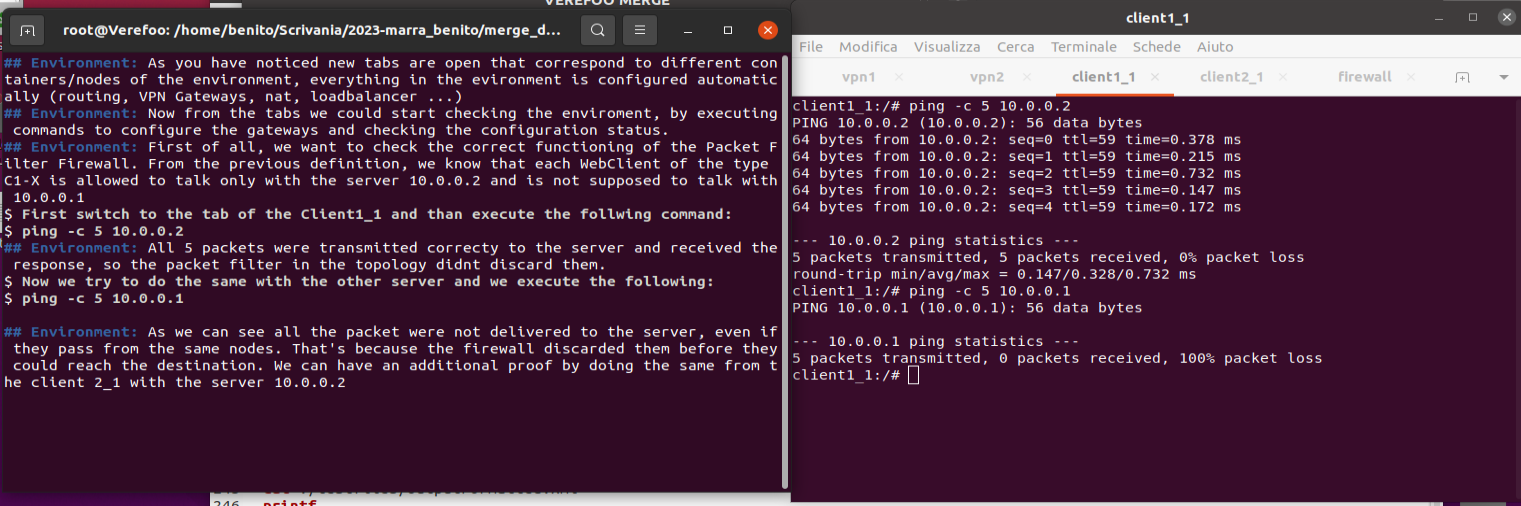 VEREFOO MERGE
root@Verefoo: /home/benito/Scrivania/2023-marra_benito/merge_d...
## Environment: As you have noticed new tabs are open that correspond to different con
tainers/nodes of the environment, everything in the evironment is configured automatic
ally (routing, VPN Gateways, nat, loadbalancer ...)
## Environment: Now from the tabs we could start checking the enviroment, by executing
 commands to configure the gateways and checking the configuration status.
## Environment: First of all, we want to check the correct functioning of the Packet F
ilter Firewall. From the previous definition, we know that each WebClient of the type
C1-X is allowed to talk only with the server 10.0.0.2 and is not supposed to talk with
 10.0.0.1
$ First switch to the tab of the Client1_1 and than execute the follwing command:
$ ping -c 5 10.0.0.2
## Environment: All 5 packets were transmitted correcty to the server and received the
 response, so the packet filter in the topology didnt discard them.
$ Now we try to do the same with the other server and we execute the following:
$ ping -c 5 10.0.0.1
## Environment: As we can see all the packet were not delivered to the server, even if
 they pass from the same nodes. That's because the firewall discarded them before they
 could reach the destination. We can have an additional proof by doing the same from t
he client 2_1 with the server 10.0.0.2
246 printf
client1_1
File Modifica Visualizza Cerca Terminale Schede Aiuto
vpn1 vpn2 client1_1 client2_1 firewall
client1_1:/# ping -c 5 10.0.0.2
PING 10.0.0.2 (10.0.0.2): 56 data bytes
64 bytes from 10.0.0.2: seq=0 ttl=59 time=0.378 ms
64 bytes from 10.0.0.2: seq=1 ttl=59 time=0.215 ms
64 bytes from 10.0.0.2: seq=2 ttl=59 time=0.732 ms
64 bytes from 10.0.0.2: seq=3 ttl=59 time=0.147 ms
64 bytes from 10.0.0.2: seq=4 ttl=59 time=0.172 ms
--- 10.0.0.2 ping statistics ---
5 packets transmitted, 5 packets received, 0% packet loss
round-trip min/avg/max = 0.147/0.328/0.732 ms
client1_1:/# ping -c 5 10.0.0.1
PING 10.0.0.1 (10.0.0.1): 56 data bytes
--- 10.0.0.1 ping statistics ---
5 packets transmitted, 0 packets received, 100% packet loss
client1_1:/#